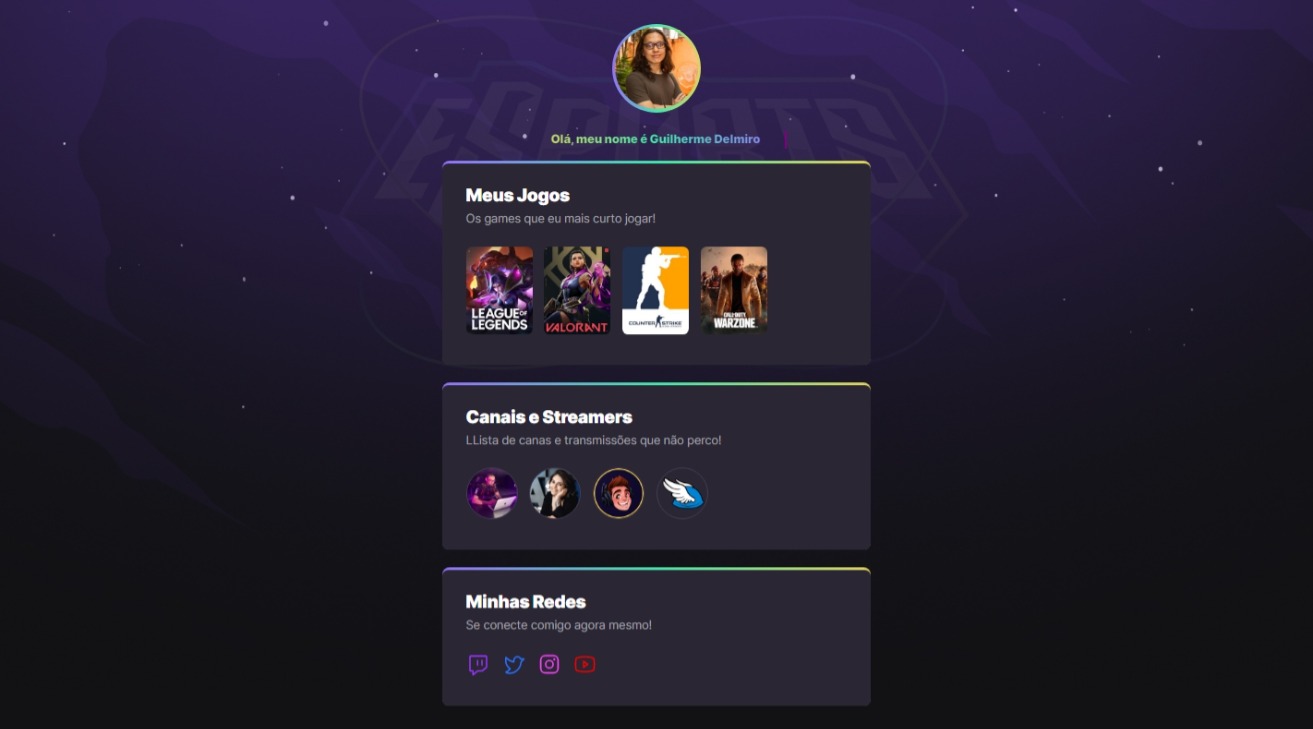 ESPORTS
Olá, meu nome é Guilherme Delmiro
Meus Jogos
Os games que eu mais curto jogar!
LEAGUE OF
LEGENDS
VALORANT
COUNTER STRIKE
CALL OF DUTY
WARZONE
Canais e Streamers
LLista de canas e transmissões que não perco!
Minhas Redes
Se conecte comigo agora mesmo!